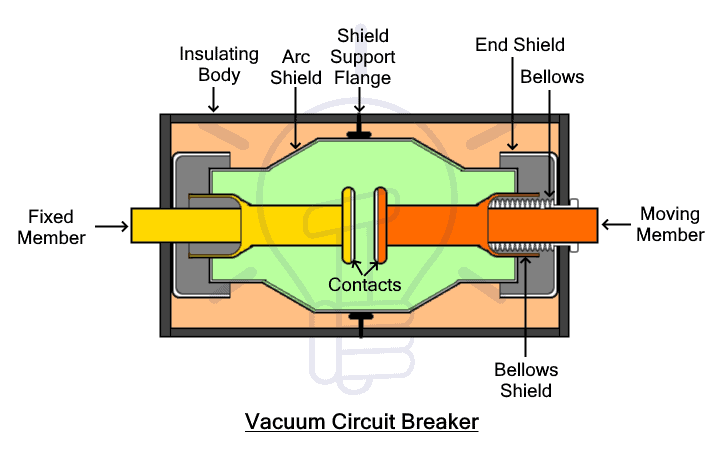 Insulating
Body
Arc
Shield
Shield
Support
Flange
End Shield
Bellows
Fixed
Member
Moving
Member
Contacts
Bellows
Shield
Vacuum Circuit Breaker